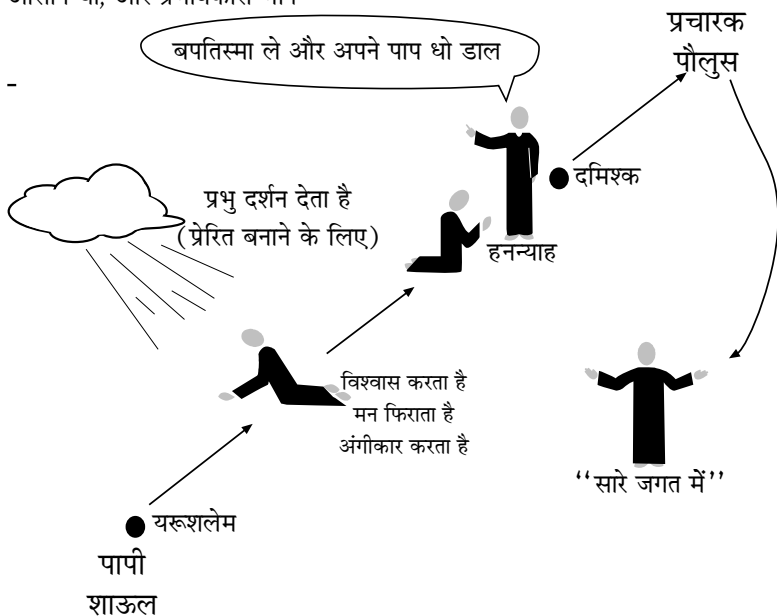 प्रचारक
पौलुस
बपतिस्मा ले और अपने पाप धो डाल
-
दमिश्क
प्रभु दर्शन देता है
(प्रेरित बनाने के लिए)
हनन्याह
विश्वास करता है
मन फिराता है
अंगीकार करता है
“सारे जगत में”
यरूशलेम
पापी
शाऊल